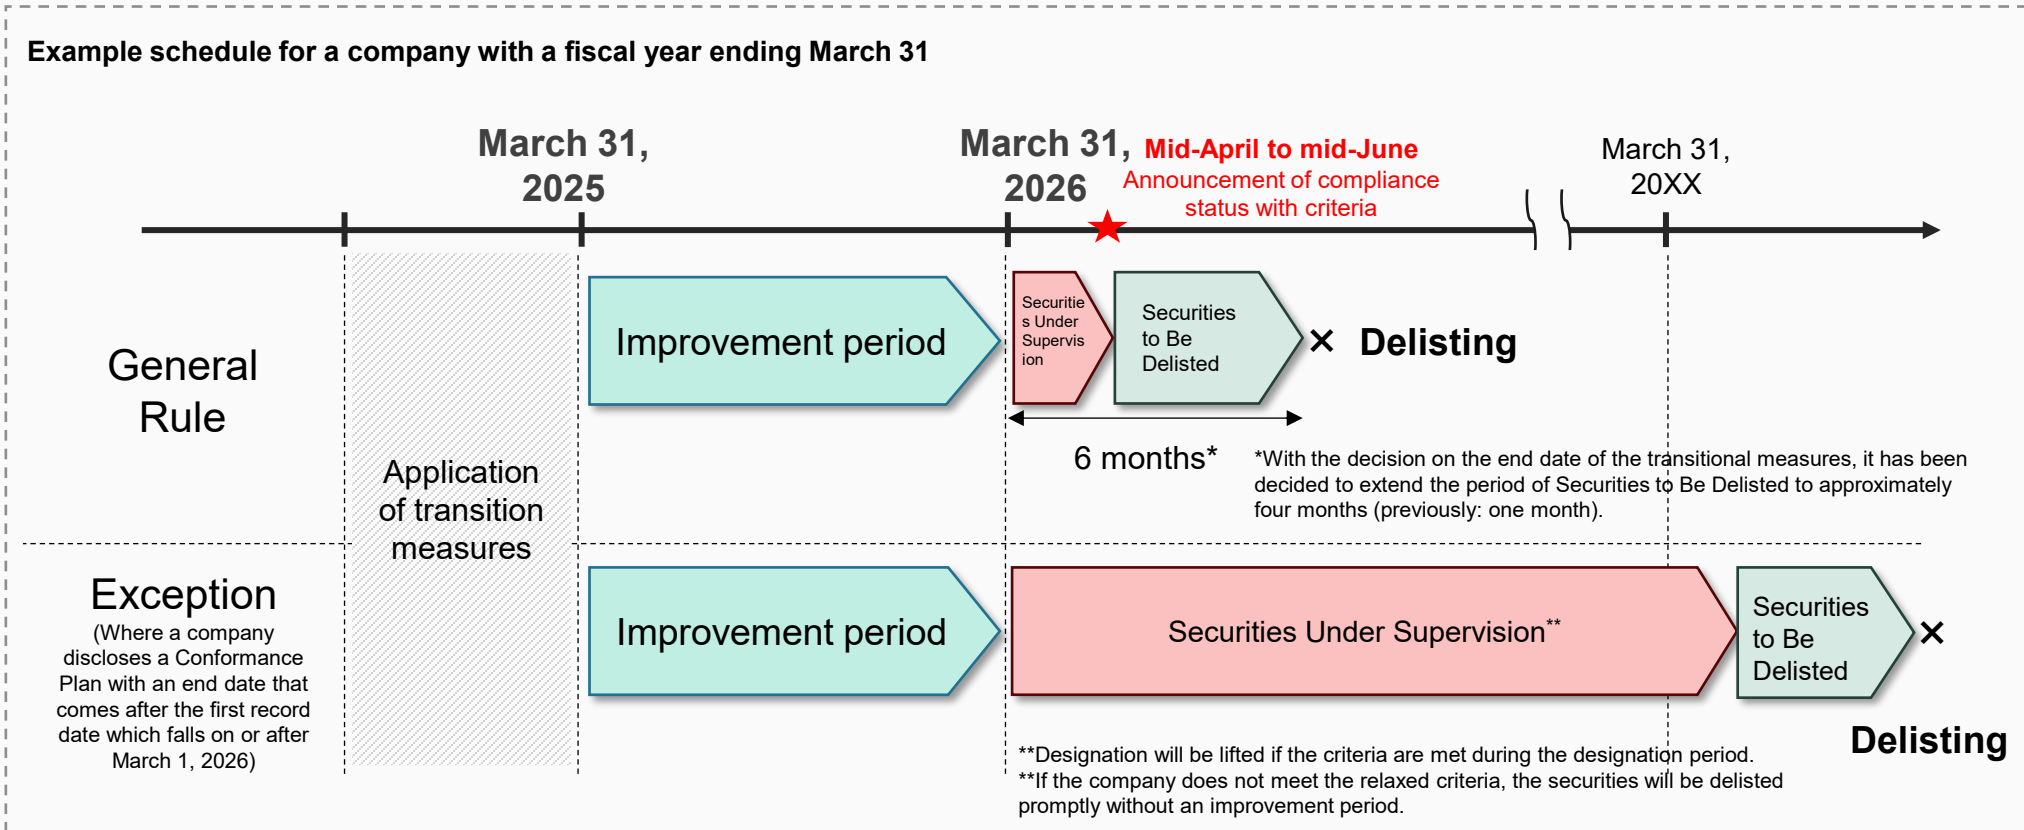 Example schedule for a company with a fiscal year ending March 31
March 31,
2025
March 31,
2026
Mid-April to mid-June
Announcement of compliance
status with criteria
March 31,
20XX
General
Rule
Application
of transition
measures
Improvement period
Securitie
s Under
Supervis
ion
Securities
to Be
Delisted
Delisting
6 months*
*With the decision on the end date of the transitional measures, it has been
decided to extend the period of Securities to Be Delisted to approximately
four months (previously: one month).
Exception
(Where a company
discloses a Conformance
Plan with an end date that
comes after the first record
date which falls on or after
March 1, 2026)
Improvement period
Securities Under Supervision**
Securities
to Be
Delisted
Delisting
**Designation will be lifted if the criteria are met during the designation period.
**If the company does not meet the relaxed criteria, the securities will be delisted
promptly without an improvement period.